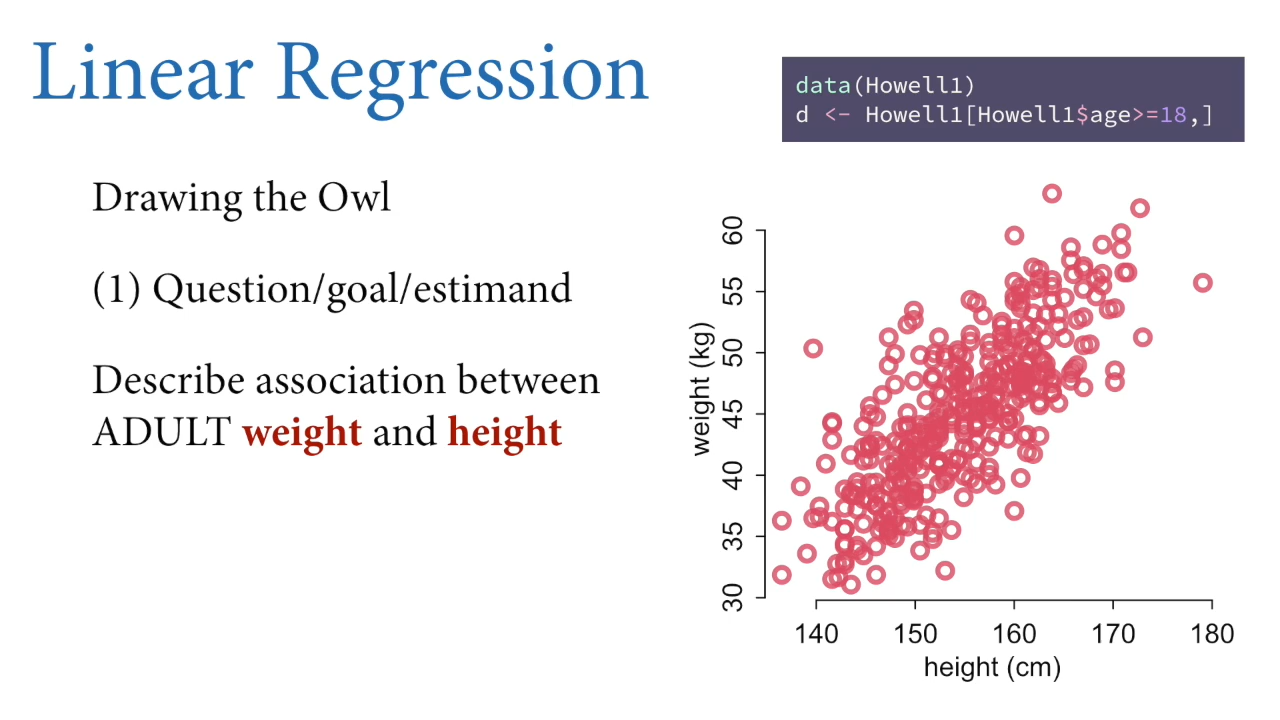 Linear Regression
data(Howell1)
d <- Howell1[Howell1$age>=18,]
Drawing the Owl
(1) Question/goal/estimand
Describe association between
ADULT weight and height
weight (kg)
60
55
50
45
40
35
30
140 150 160 170 180
height (cm)